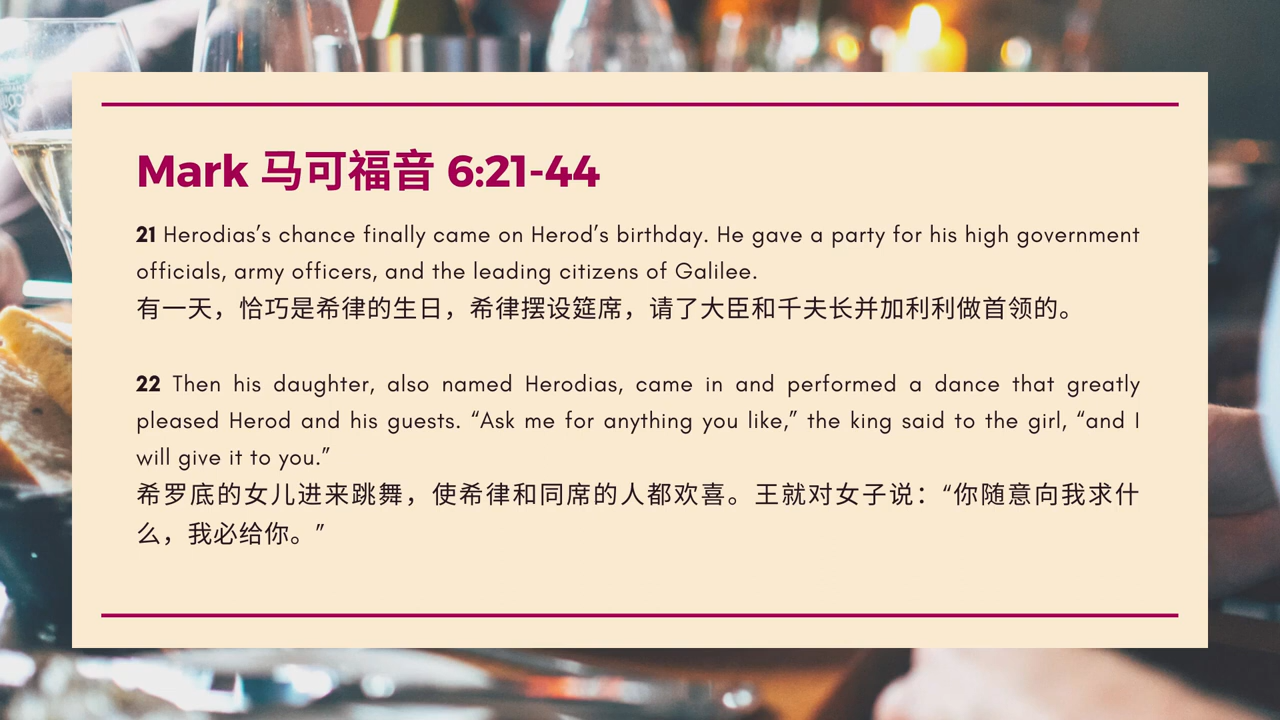 Mark 马可福音 6:21-44
21 Herodias’s chance finally came on Herod’s birthday. He gave a party for his high government
officials, army officers, and the leading citizens of Galilee.
有一天，恰巧是希律的生日，希律摆设筵席，请了大臣和千夫长并加利利做首领的。
22 Then his daughter, also named Herodias, came in and performed a dance that greatly
pleased Herod and his guests. “Ask me for anything you like,” the king said to the girl, “and I
will give it to you.”
希罗底的女儿进来跳舞，使希律和同席的人都欢喜。王就对女子说：“你随意向我求什
么，我必给你。”